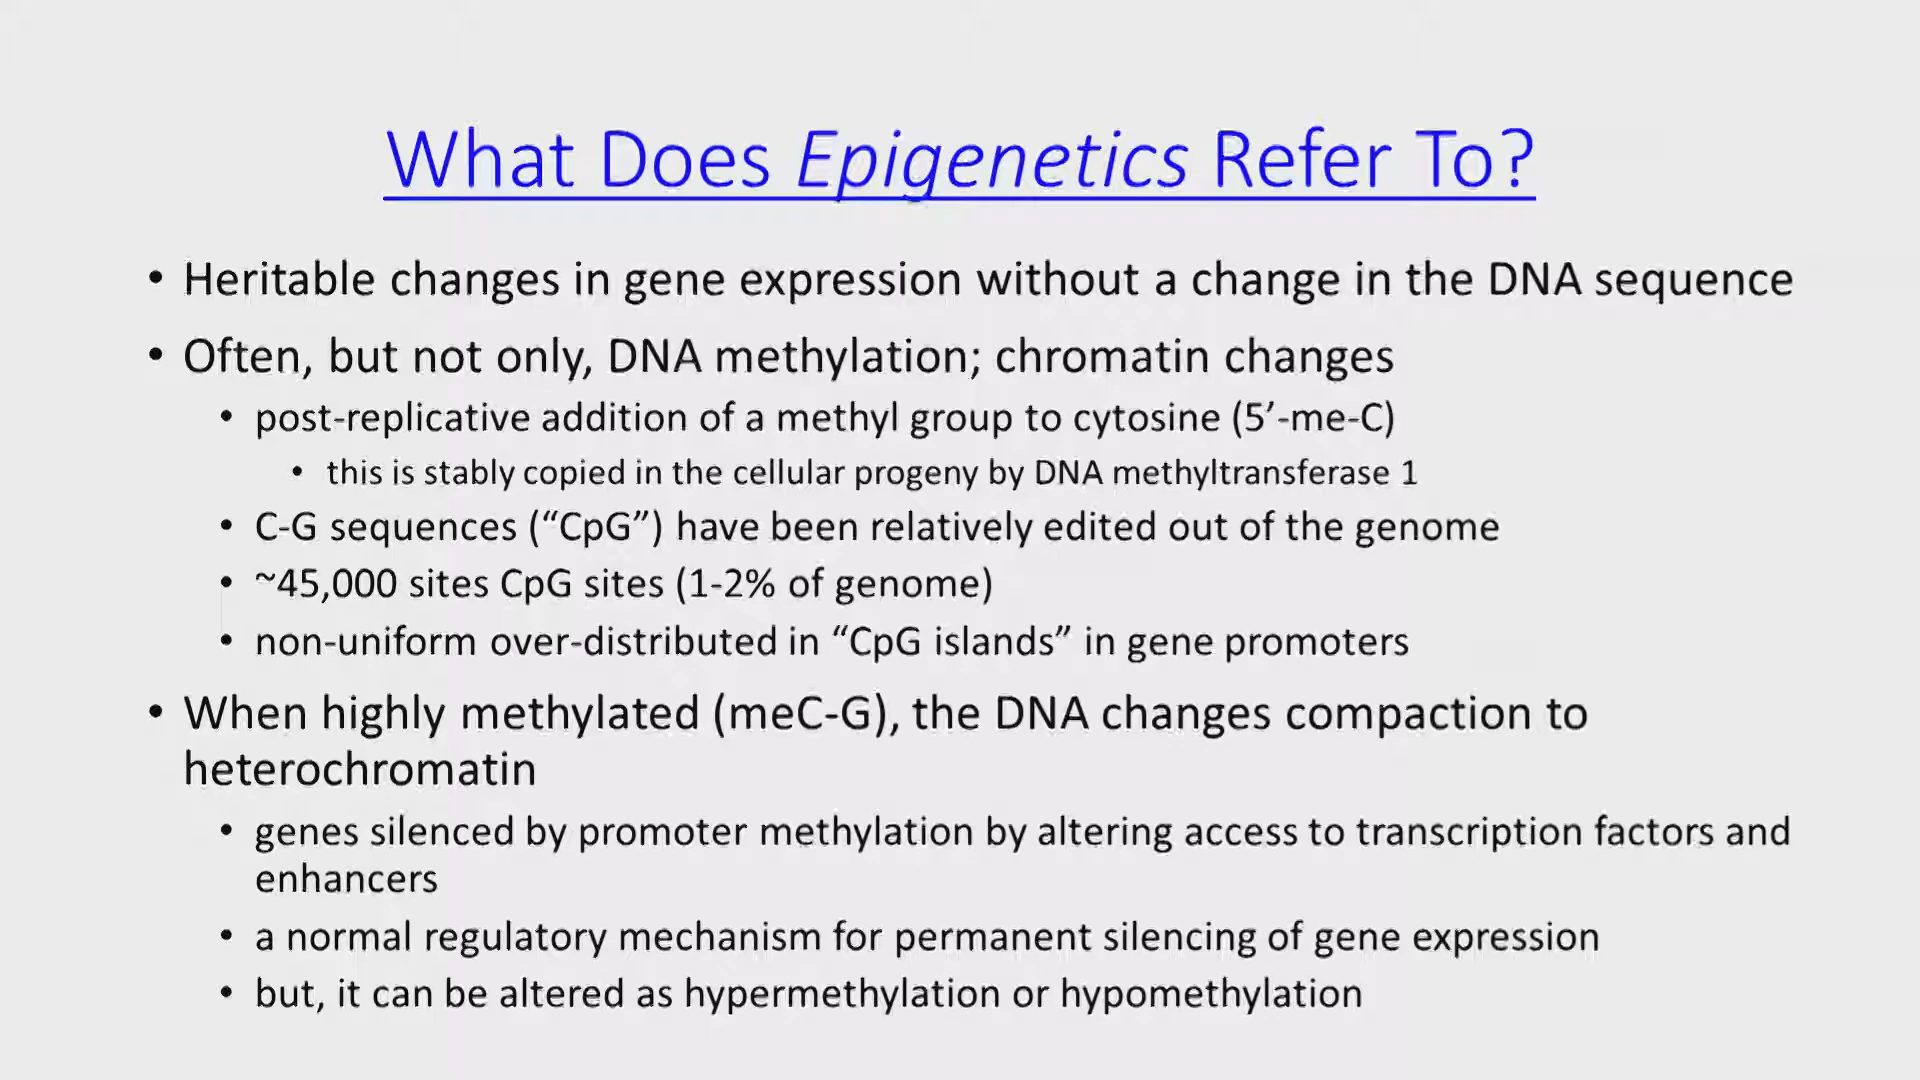 What Does Epigenetics Refer To?
• Heritable changes in gene expression without a change in the DNA sequence
• Often, but not only, DNA methylation; chromatin changes
• post-replicative addition of a methyl group to cytosine (5’-me-C)
• this is stably copied in the cellular progeny by DNA methyltransferase 1
• C-G sequences (“CpG”) have been relatively edited out of the genome
• ~45,000 sites CpG sites (1-2% of genome)
• non-uniform over-distributed in “CpG islands” in gene promoters
• When highly methylated (meC-G), the DNA changes compaction to
heterochromatin
• genes silenced by promoter methylation by altering access to transcription factors and
enhancers
• a normal regulatory mechanism for permanent silencing of gene expression
• but, it can be altered as hypermethylation or hypomethylation